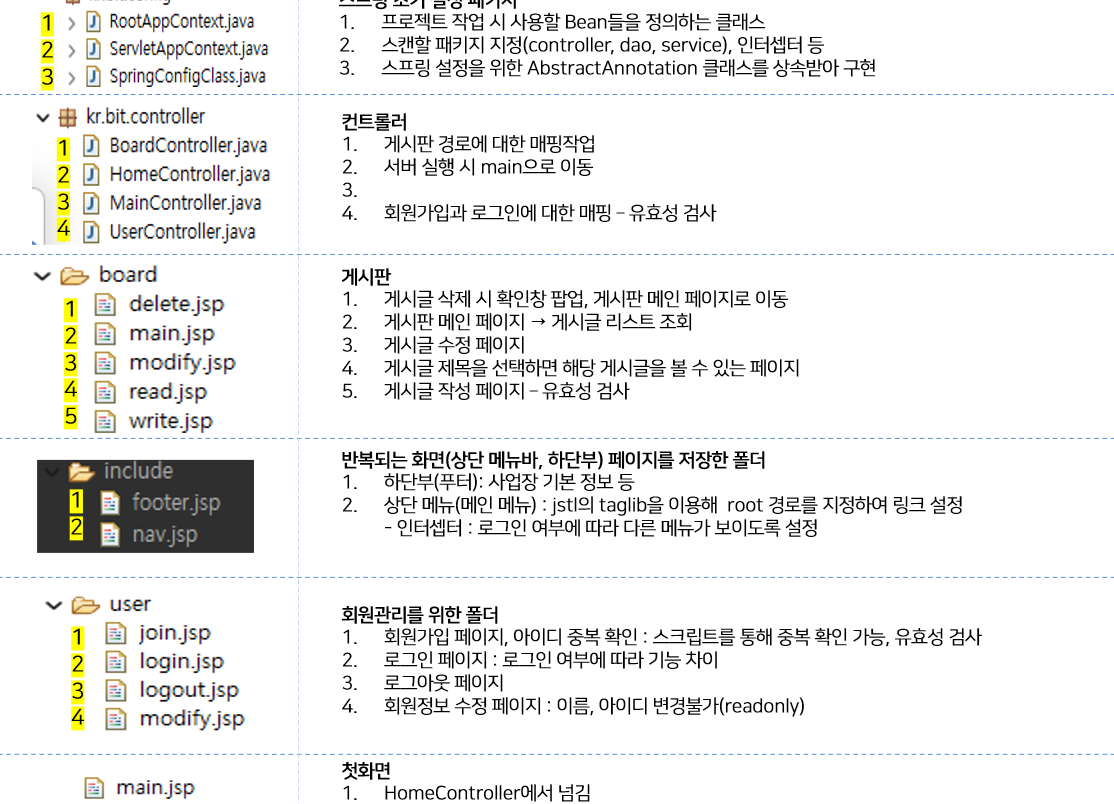 1 RootAppContext.java
2 ServletAppContext.java
3 SpringConfigClass.java
스프링 초기 설정 패키지
1. 프로젝트 작업 시 사용할 Bean들을 정의하는 클래스
2. 스캔할 패키지 지정(controller, dao, service), 인터셉터 등
3. 스프링 설정을 위한 AbstractAnnotation 클래스를 상속받아 구현
kr.bit.controller
1 BoardController.java
2 HomeController.java
3 MainController.java
4 UserController.java
컨트롤러
1. 게시판 경로에 대한 매핑작업
2. 서버 실행 시 main으로 이동
3.
4. 회원가입과 로그인에 대한 매핑 – 유효성 검사
board
1 delete.jsp
2 main.jsp
3 modify.jsp
4 read.jsp
5 write.jsp
게시판
1. 게시글 삭제 시 확인창 팝업, 게시판 메인 페이지로 이동
2. 게시판 메인 페이지 → 게시글 리스트 조회
3. 게시글 수정 페이지
4. 게시글 제목을 선택하면 해당 게시글을 볼 수 있는 페이지
5. 게시글 작성 페이지 – 유효성 검사
include
1 footer.jsp
2 nav.jsp
반복되는 화면(상단 메뉴바, 하단부) 페이지를 저장한 폴더
1. 하단부(푸터): 사업장 기본 정보 등
2. 상단 메뉴(메인 메뉴) : jstl의 taglib을 이용해 root 경로를 지정하여 링크 설정
– 인터셉터 : 로그인 여부에 따라 다른 메뉴가 보이도록 설정
user
1 join.jsp
2 login.jsp
3 logout.jsp
4 modify.jsp
회원관리를 위한 폴더
1. 회원가입 페이지, 아이디 중복 확인 : 스크립트를 통해 중복 확인 가능, 유효성 검사
2. 로그인 페이지 : 로그인 여부에 따라 기능 차이
3. 로그아웃 페이지
4. 회원정보 수정 페이지 : 이름, 아이디 변경불가(readonly)
main.jsp
첫화면
1. HomeController에서 넘김